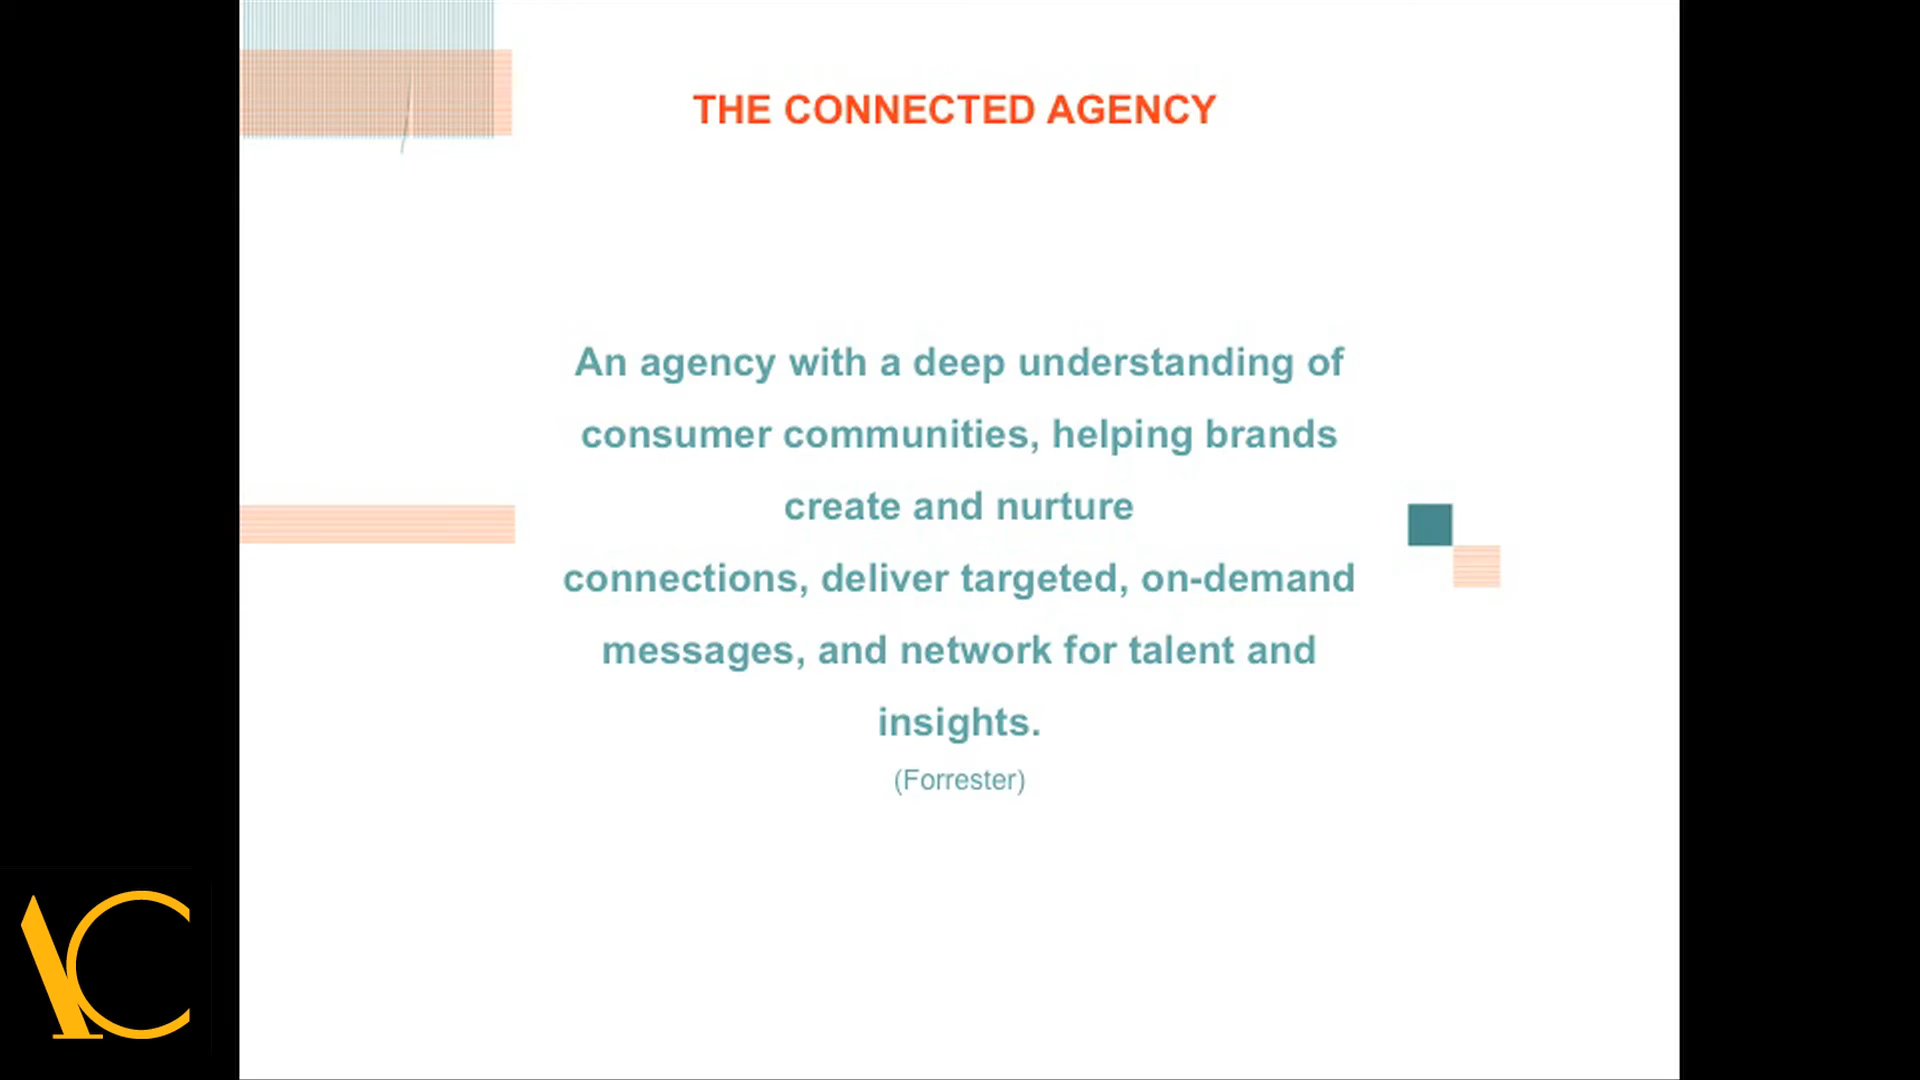 THE CONNECTED AGENCY
An agency with a deep understanding of
consumer communities, helping brands
create and nurture
connections, deliver targeted, on-demand
messages, and network for talent and
insights.
(Forrester)
AC